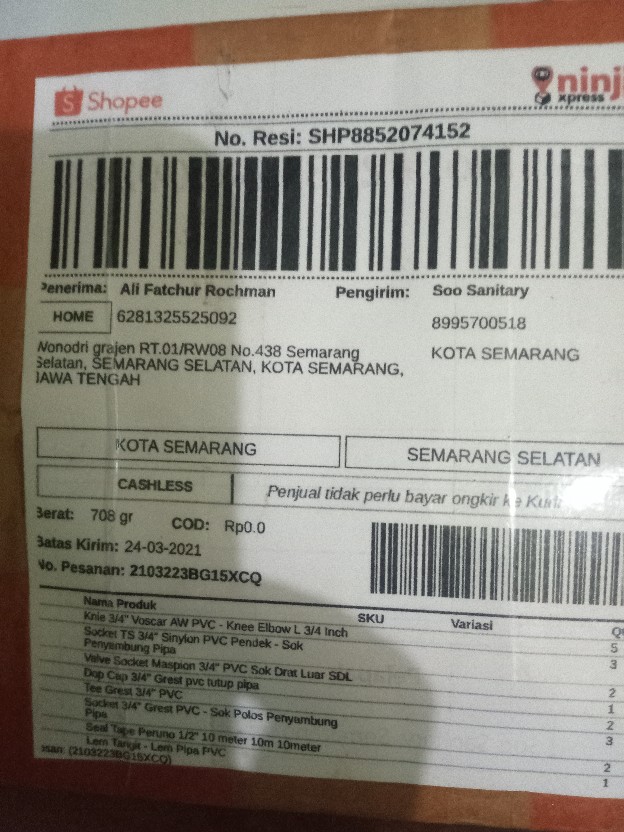 Shopee
ninj
xpress
No. Resi: SHP8852074152
Penerima: Ali Fatchur Rochman
Pengirim: Soo Sanitary
HOME
6281325525092
8995700518
Wonodri grajen RT.01/RW08 No.438 Semarang
Selatan, SEMARANG SELATAN, KOTA SEMARANG,
JAWA TENGAH
KOTA SEMARANG
KOTA SEMARANG
SEMARANG SELATAN
CASHLESS
Penjual tidak perlu bayar ongkir ke Kuri
Berat: 708 gr
COD: Rp0.0
Batas Kirim: 24-03-2021
No. Pesanan: 2103223BG15XCQ
Nama Produk SKU Variasi
Knie 3/4" Voscar AW PVC - Knee Elbow L 3/4 Inch 5
Socket TS 3/4" Sinylon PVC Pendek - Sok 3
Penyambung Pipa
Valve Socket Maspion 3/4" PVC Sok Drat Luar SDL 2
Dop Cap 3/4" Grest pvc tutup pipa 1
Tee Grest 3/4" PVC 2
Socket 3/4" Grest PVC - Sok Polos Penyambung 3
Pipa
Seal Tape Peruno 1/2" 10 meter 10m 10meter 2
Lem Tangit - Lem Pipa PVC 1
isan: (2103223BG15XCQ)